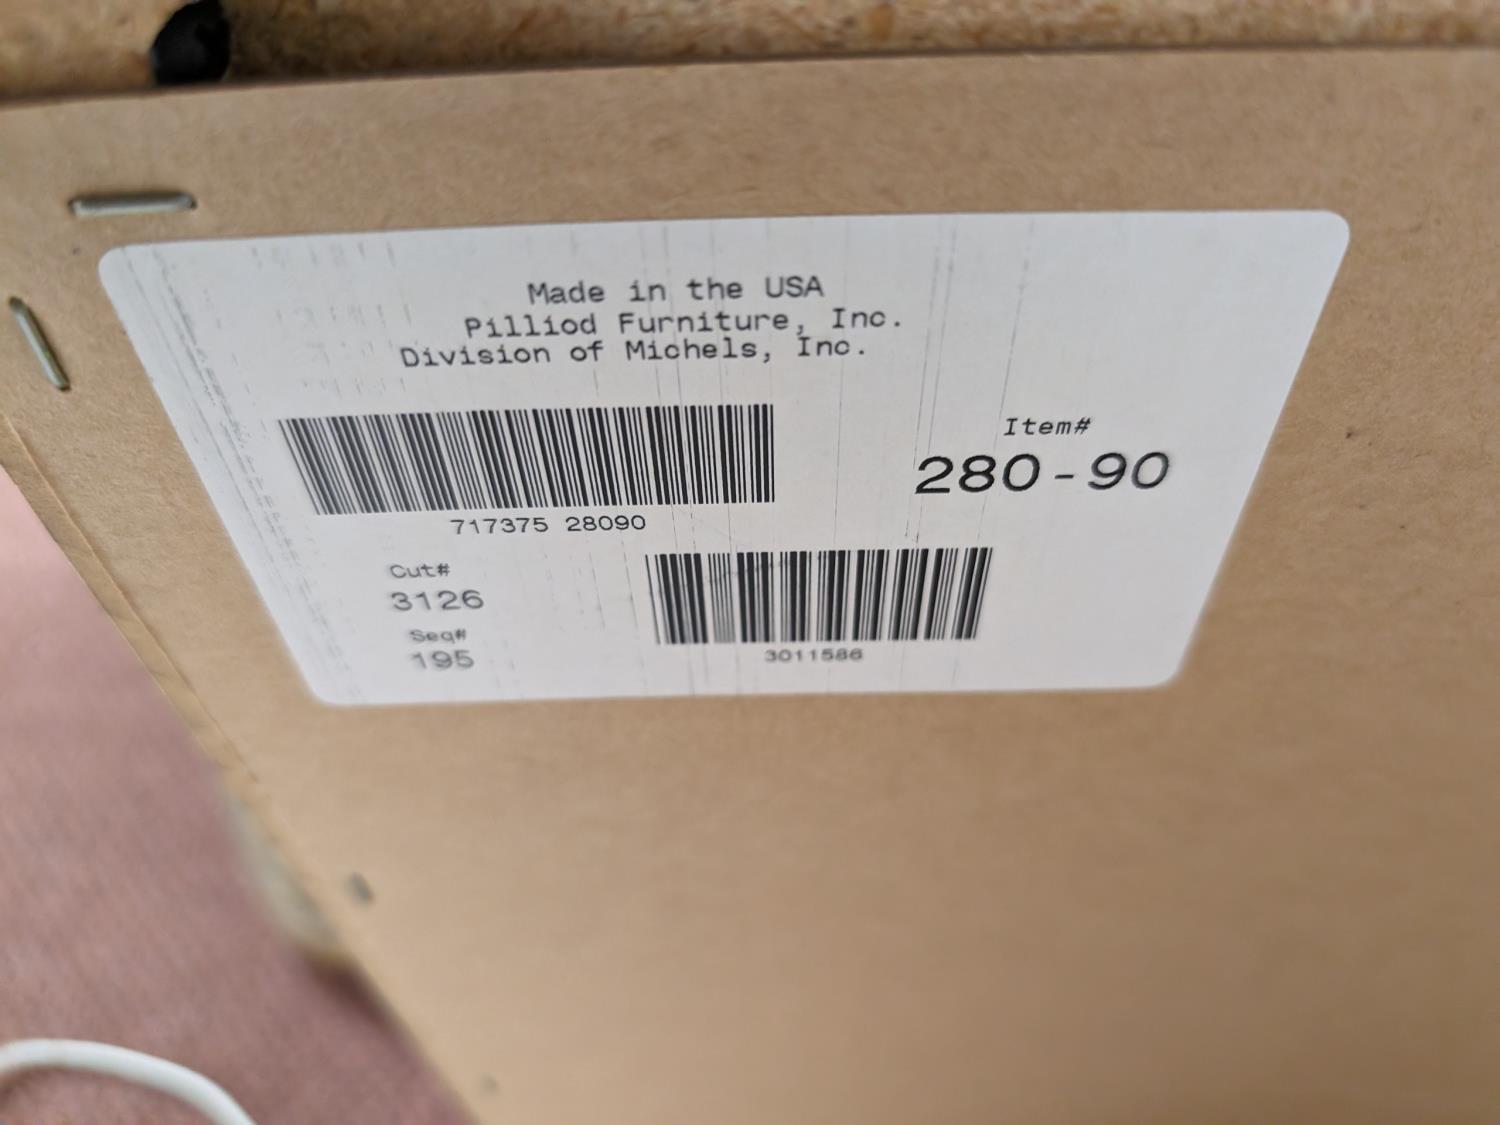 Made in the USA
Pilliod Furniture, Inc.
Division of Michels, Inc.
717375 28090
Item#
280-90
Cut#
3126
Seq#
195
3011586